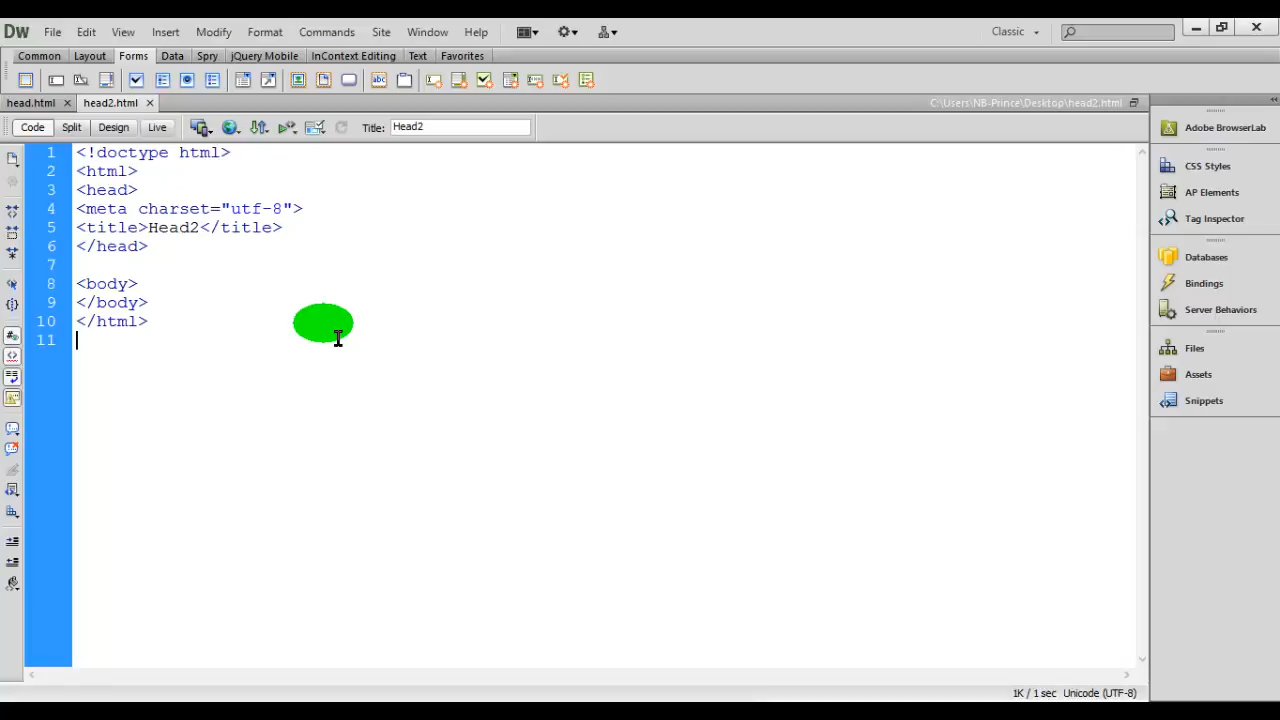 Dw File Edit View Insert Modify Format Commands Site Window Help Classic
Common Layout Forms Data Spry jQuery Mobile InContext Editing Text Favorites
abc
head.html × head2.html × C:\Users\NB-Prince\Desktop\head2.html
Code Split Design Live Title: Head2
1 <!doctype html>
2 <html>
3 <head>
4 <meta charset="utf-8">
5 <title>Head2</title>
6 </head>
7
8 <body>
9 </body>
10 </html>
11
Adobe BrowserLab
CSS Styles
AP Elements
Tag Inspector
Databases
Bindings
Server Behaviors
Files
Assets
Snippets
1K / 1 sec Unicode (UTF-8)